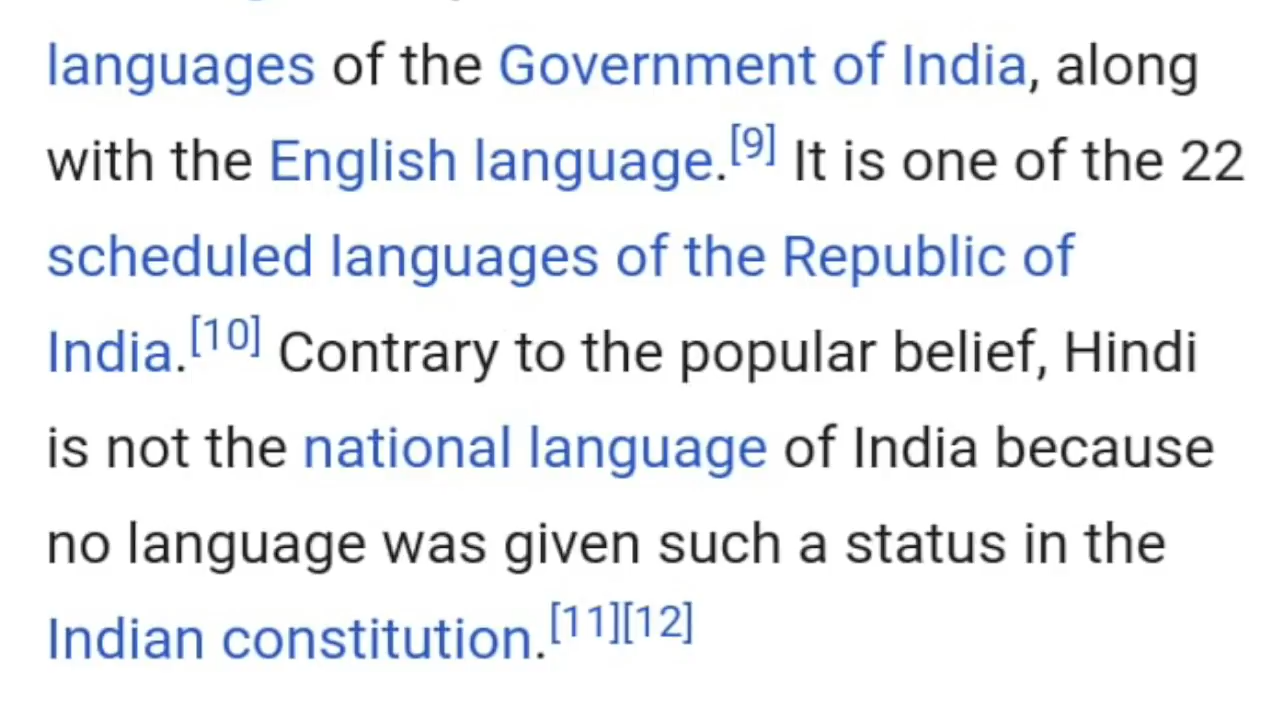 languages of the Government of India, along
with the English language.[9] It is one of the 22
scheduled languages of the Republic of
India.[10] Contrary to the popular belief, Hindi
is not the national language of India because
no language was given such a status in the
Indian constitution.[11][12]